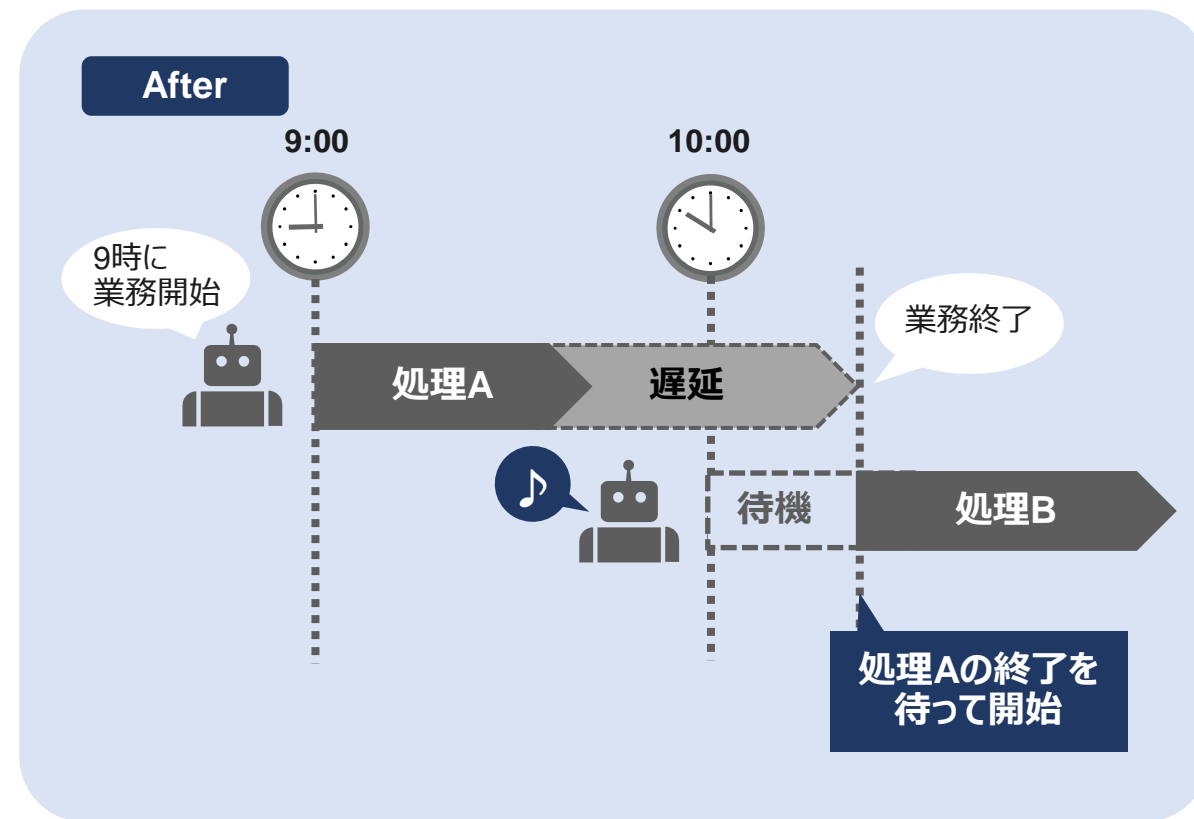 After
9:00
10:00
9時に
業務開始
業務終了
処理A
遅延
♪
待機
処理B
処理Aの終了を
待って開始